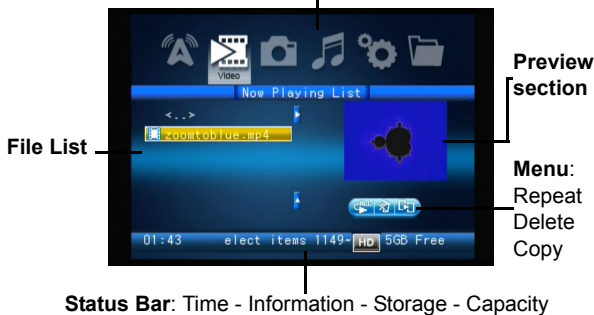 Video
Now Playing List
<..>
zoomtoblue.mp4
01:43 elect items 1149~ HD 5GB Free
File List
Preview
section
Menu:
Repeat
Delete
Copy
Status Bar: Time - Information - Storage - Capacity